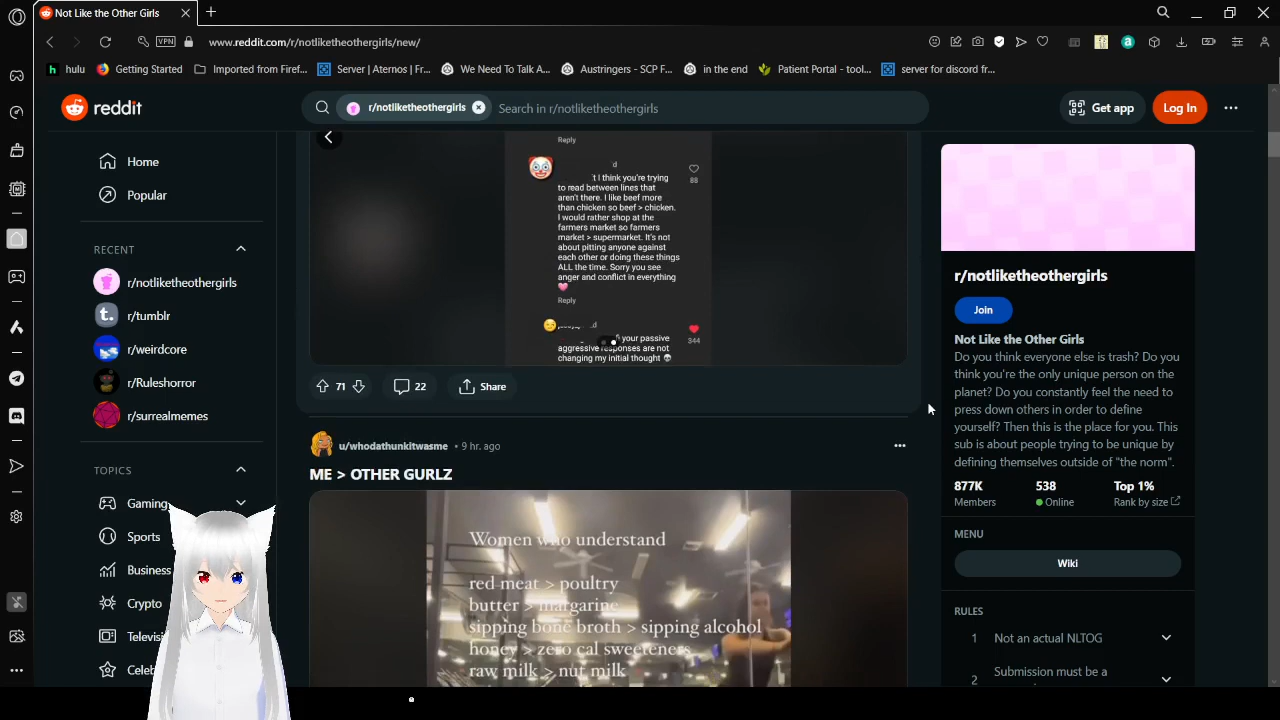 Not Like the Other Girls
VPN
www.reddit.com/r/notliketheothergirls/new/
hulu
Getting Started
Imported from Firef...
Server | Aternos | Fr...
We Need To Talk A...
Austringers - SCP F...
in the end
Patient Portal - tool...
server for discord fr...
reddit
r/notliketheothergirls
Search in r/notliketheothergirls
Get app
Log In
Home
Popular
RECENT
r/notliketheothergirls
r/tumblr
r/weirdcore
r/Ruleshorror
r/surrealmemes
TOPICS
Gaming
Sports
Business
Crypto
Televisi
Celeb
Reply
t I think you're trying
to read between lines that
aren't there. I like beef more
than chicken so beef > chicken.
I would rather shop at the
farmers market so farmers
market > supermarket. It's not
about pitting anyone against
each other or doing these things
ALL the time. Sorry you see
anger and conflict in everything
88
Reply
your passive
aggressive responses are not
changing my initial thought
344
71
22
Share
u/whodathunkitwasme • 9 hr. ago
ME > OTHER GURLZ
Women who understand
red meat > poultry
butter > margarine
sipping bone broth > sipping alcohol
honey > zero cal sweeteners
raw milk > nut milk
r/notliketheothergirls
Join
Not Like the Other Girls
Do you think everyone else is trash? Do
you think you're the only unique person on the
planet? Do you constantly feel the need to
press down others in order to define
yourself? Then this is the place for you. This
sub is about people trying to be unique by
defining themselves outside of "the norm".
877K
Members
538
Online
Top 1%
Rank by size
MENU
Wiki
RULES
1 Not an actual NLTOG
2 Submission must be a